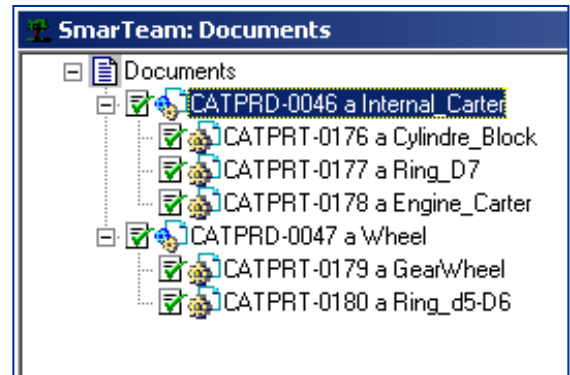 SmarTeam: Documents
Documents
CATPRD-0046 a Internal_Carter
CATPRT-0176 a Cylindre_Block
CATPRT-0177 a Ring_D7
CATPRT-0178 a Engine_Carter
CATPRD-0047 a Wheel
CATPRT-0179 a GearWheel
CATPRT-0180 a Ring_d5-D6